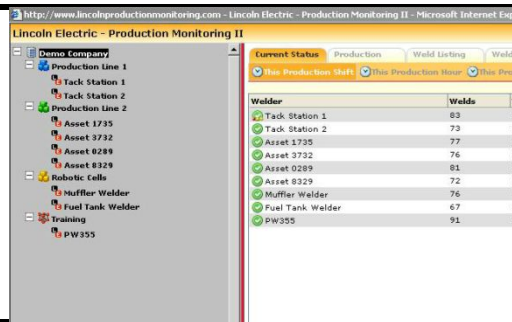 http://www.lincolnproductionmonitoring.com - Lincoln Electric - Production Monitoring II - Microsoft Internet Exp
Lincoln Electric - Production Monitoring II
Demo Company
Production Line 1
Tack Station 1
Tack Station 2
Production Line 2
Asset 1735
Asset 3732
Asset 0289
Asset 8329
Robotic Cells
Muffler Welder
Fuel Tank Welder
Training
PW355
Current Status Production Weld Listing Weld
This Production Shift This Production Hour This Pro
Welder Welds
Tack Station 1 83
Tack Station 2 73
Asset 1735 77
Asset 3732 76
Asset 0289 81
Asset 8329 72
Muffler Welder 76
Fuel Tank Welder 67
PW355 91